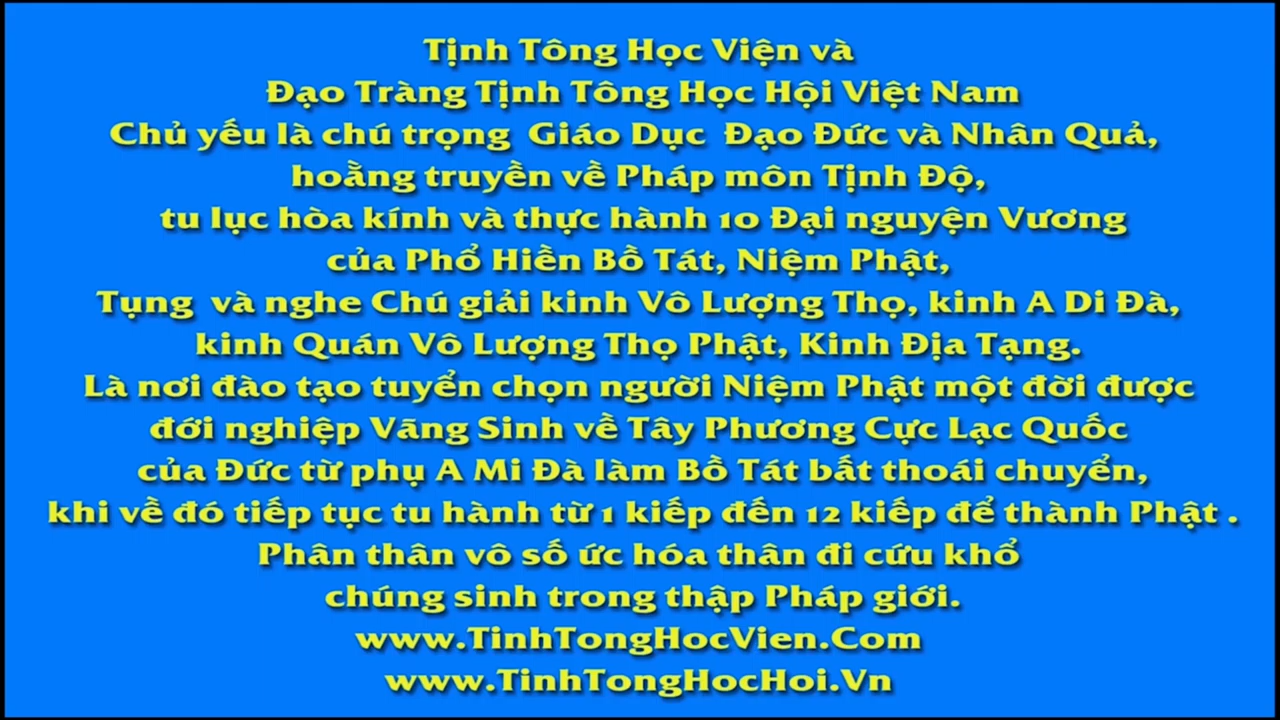 Tịnh Tông Học Viện và
Đạo Tràng Tịnh Tông Học Hội Việt Nam
Chủ yếu là chú trọng Giáo Dục Đạo Đức và Nhân Quả,
hoằng truyền về Pháp môn Tịnh Độ,
tu lục hòa kính và thực hành 10 Đại nguyện Vương
của Phổ Hiền Bồ Tát, Niệm Phật,
Tụng và nghe Chú giải kinh Vô Lượng Thọ, kinh A Di Đà,
kinh Quán Vô Lượng Thọ Phật, Kinh Địa Tạng.
Là nơi đào tạo tuyển chọn người Niệm Phật một đời được
đới nghiệp Vãng Sinh về Tây Phương Cực Lạc Quốc
của Đức từ phụ A Mi Đà làm Bồ Tát bất thoái chuyển,
khi về đó tiếp tục tu hành từ 1 kiếp đến 12 kiếp để thành Phật .
Phân thân vô số ức hóa thân đi cứu khổ
chúng sinh trong thập Pháp giới.
www.TinhTongHocVien.Com
www.TinhTongHocHoi.Vn